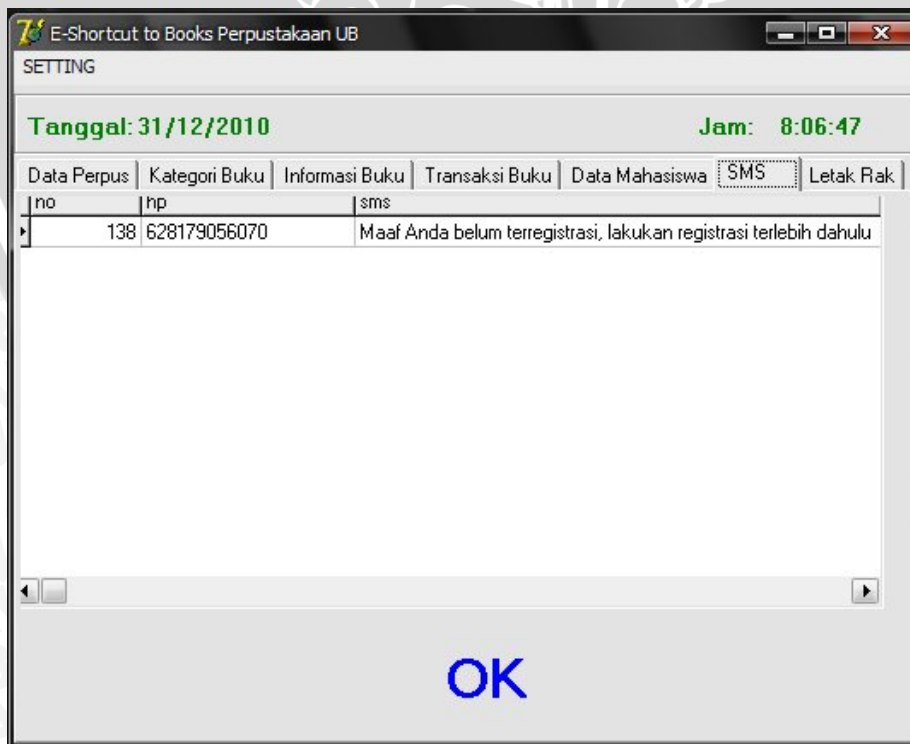 E-Shortcut to Books Perpustakaan UB
SETTING
Tanggal: 31/12/2010 Jam: 8:06:47
Data Perpus Kategori Buku Informasi Buku Transaksi Buku Data Mahasiswa SMS Letak Rak
no hp sms
138 628179056070 Maaf Anda belum terregistrasi, lakukan registrasi terlebih dahulu
OK